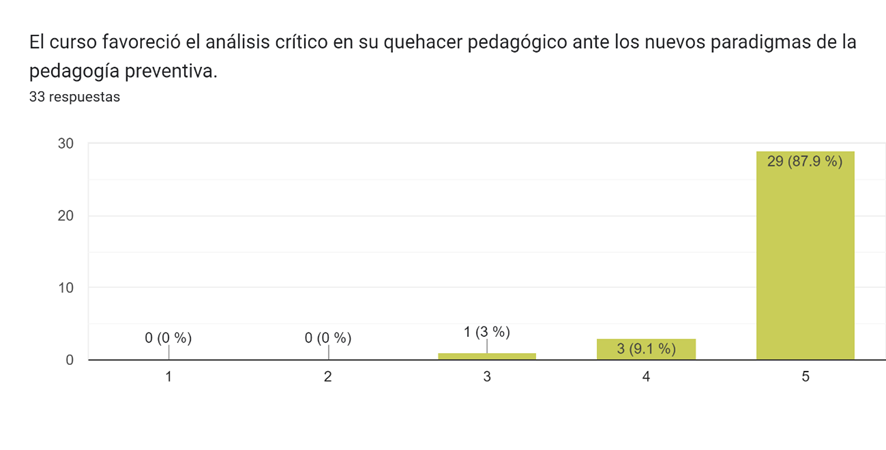 El curso favoreció el análisis crítico en su quehacer pedagógico ante los nuevos paradigmas de la
pedagogía preventiva.
33 respuestas
30
20
10
0
0 (0 %)
0 (0 %)
1 (3 %)
3 (9.1 %)
29 (87.9 %)
1
2
3
4
5